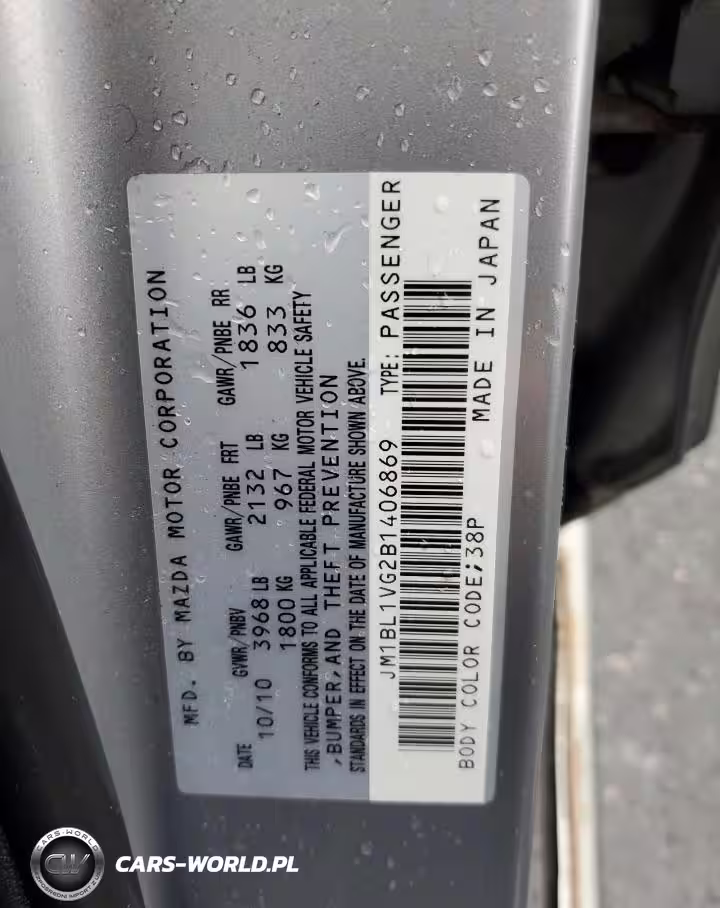 MFD. BY MAZDA MOTOR CORPORATION
DATE GVWR/PNBV GAWR/PNBE FRT GAWR/PNBE RR
10/10 3968 LB 2132 LB 1836 LB
1800 KG 967 KG 833 KG
THIS VEHICLE CONFORMS TO ALL APPLICABLE FEDERAL MOTOR VEHICLE SAFETY
,BUMPER,AND THEFT PREVENTION
STANDARDS IN EFFECT ON THE DATE OF MANUFACTURE SHOWN ABOVE.
JM1BL1VG2B1406869 TYPE: PASSENGER
BODY COLOR CODE;38P MADE IN JAPAN
CARS-WORLD
CW
CARS-WORLD.PL